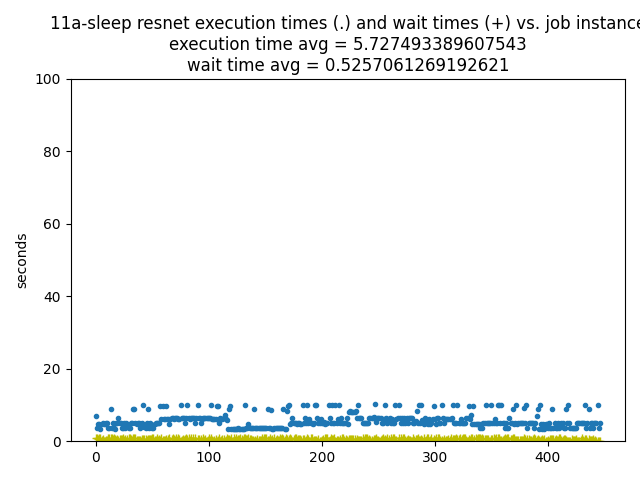 11a-sleep resnet execution times (.) and wait times (+) vs. job instance
execution time avg = 5.727493389607543
wait time avg = 0.5257061269192621
100
80
60
40
20
0
seconds
0 100 200 300 400